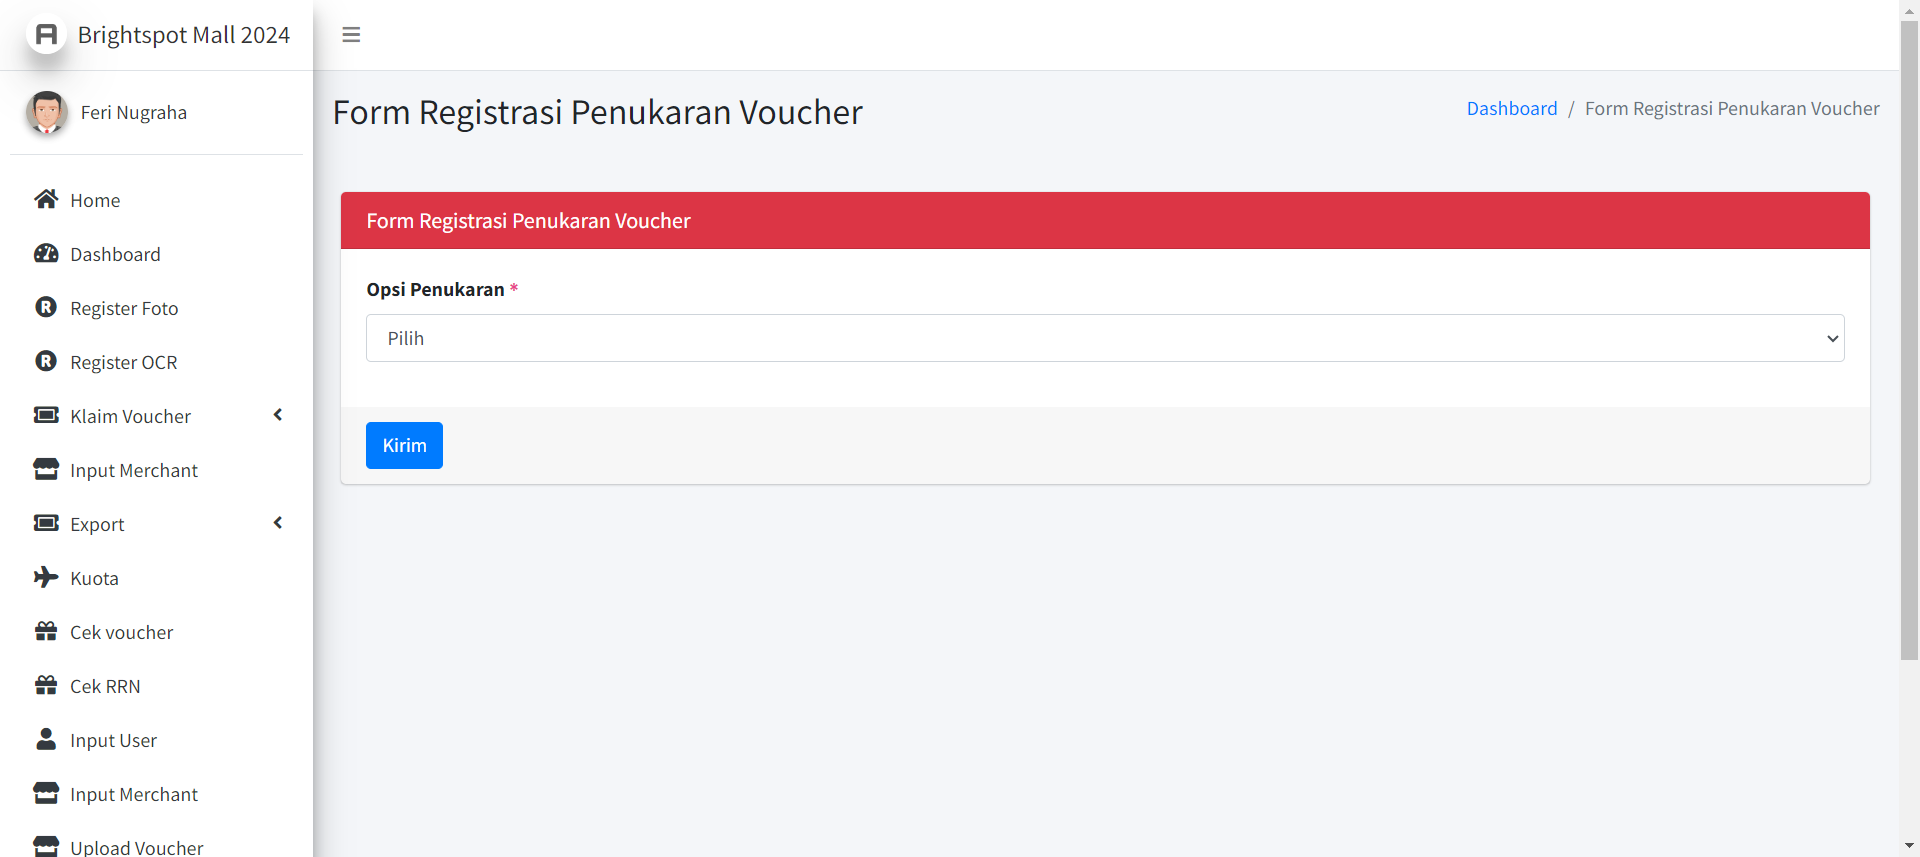 Brightspot Mall 2024
Feri Nugraha
Home
Dashboard
Register Foto
Register OCR
Klaim Voucher
Input Merchant
Export
Kuota
Cek voucher
Cek RRN
Input User
Input Merchant
Upload Voucher
Form Registrasi Penukaran Voucher
Dashboard / Form Registrasi Penukaran Voucher
Form Registrasi Penukaran Voucher
Opsi Penukaran *
Pilih
Kirim